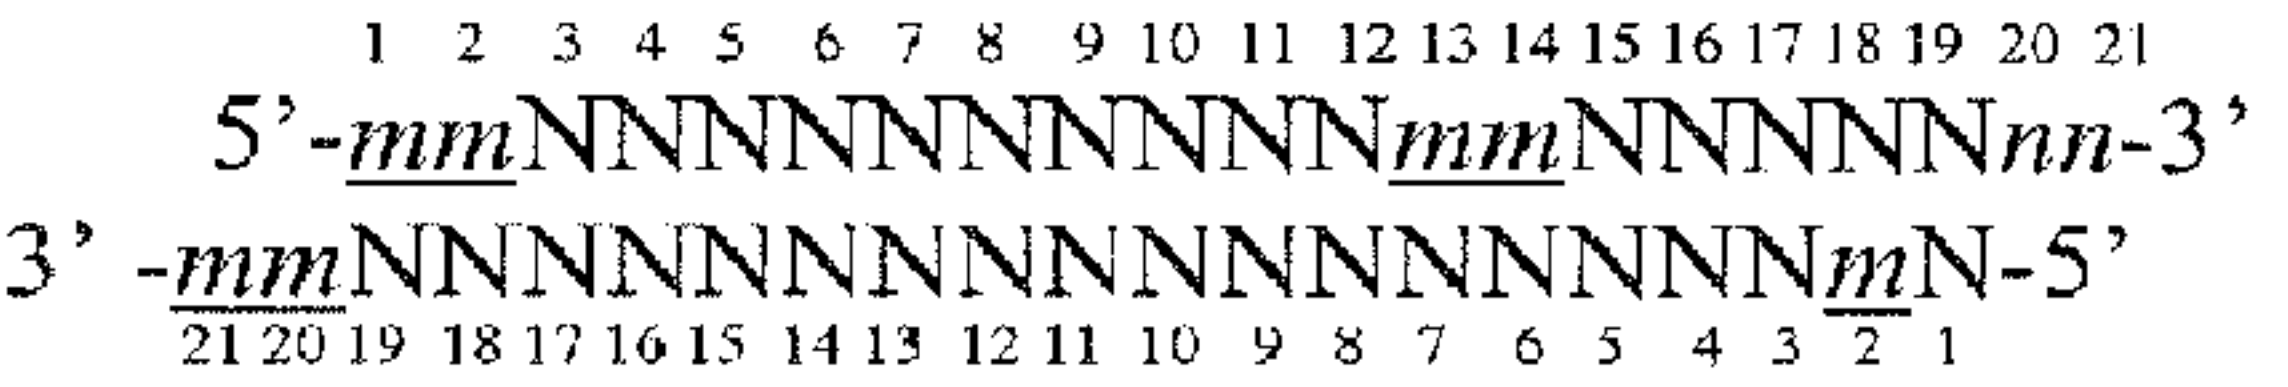 1 2 3 4 5 6 7 8 9 10 11 12 13 14 15 16 17 18 19 20 21
5’-mmNNNNNNNNNNmmNNNNNnn-3’
3’-mmNNNNNNNNNNNNNNNNNmN-5’
21 20 19 18 17 16 15 14 13 12 11 10 9 8 7 6 5 4 3 2 1